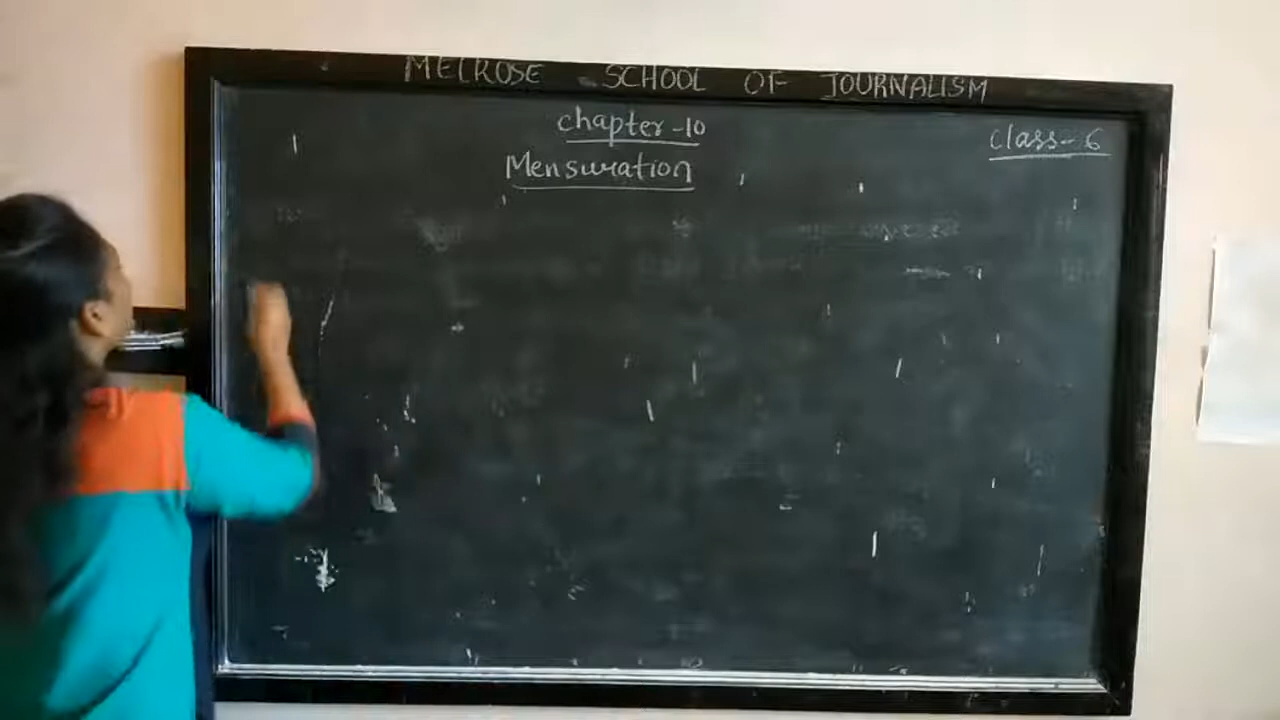 MELROSE SCHOOL OF JOURNALISM
chapter-10
Class-6
Mensuration